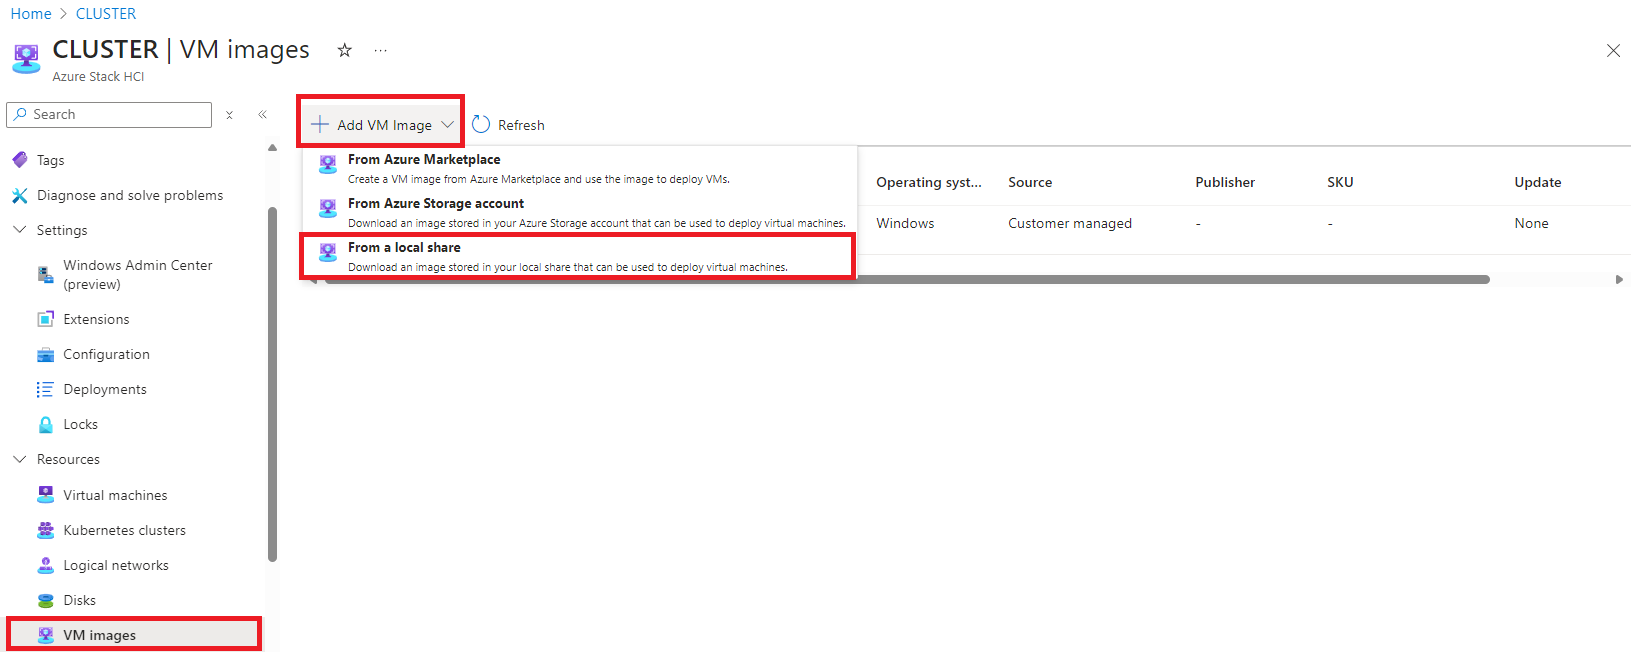 Home > CLUSTER
CLUSTER | VM images
Azure Stack HCI
Search
Tags
Diagnose and solve problems
Settings
Windows Admin Center
(preview)
Extensions
Configuration
Deployments
Locks
Resources
Virtual machines
Kubernetes clusters
Logical networks
Disks
VM images
Add VM Image
Refresh
From Azure Marketplace
Create a VM image from Azure Marketplace and use the image to deploy VMs.
From Azure Storage account
Download an image stored in your Azure Storage account that can be used to deploy virtual machines.
From a local share
Download an image stored in your local share that can be used to deploy virtual machines.
Operating syst... Source Publisher SKU Update
Windows Customer managed - - None